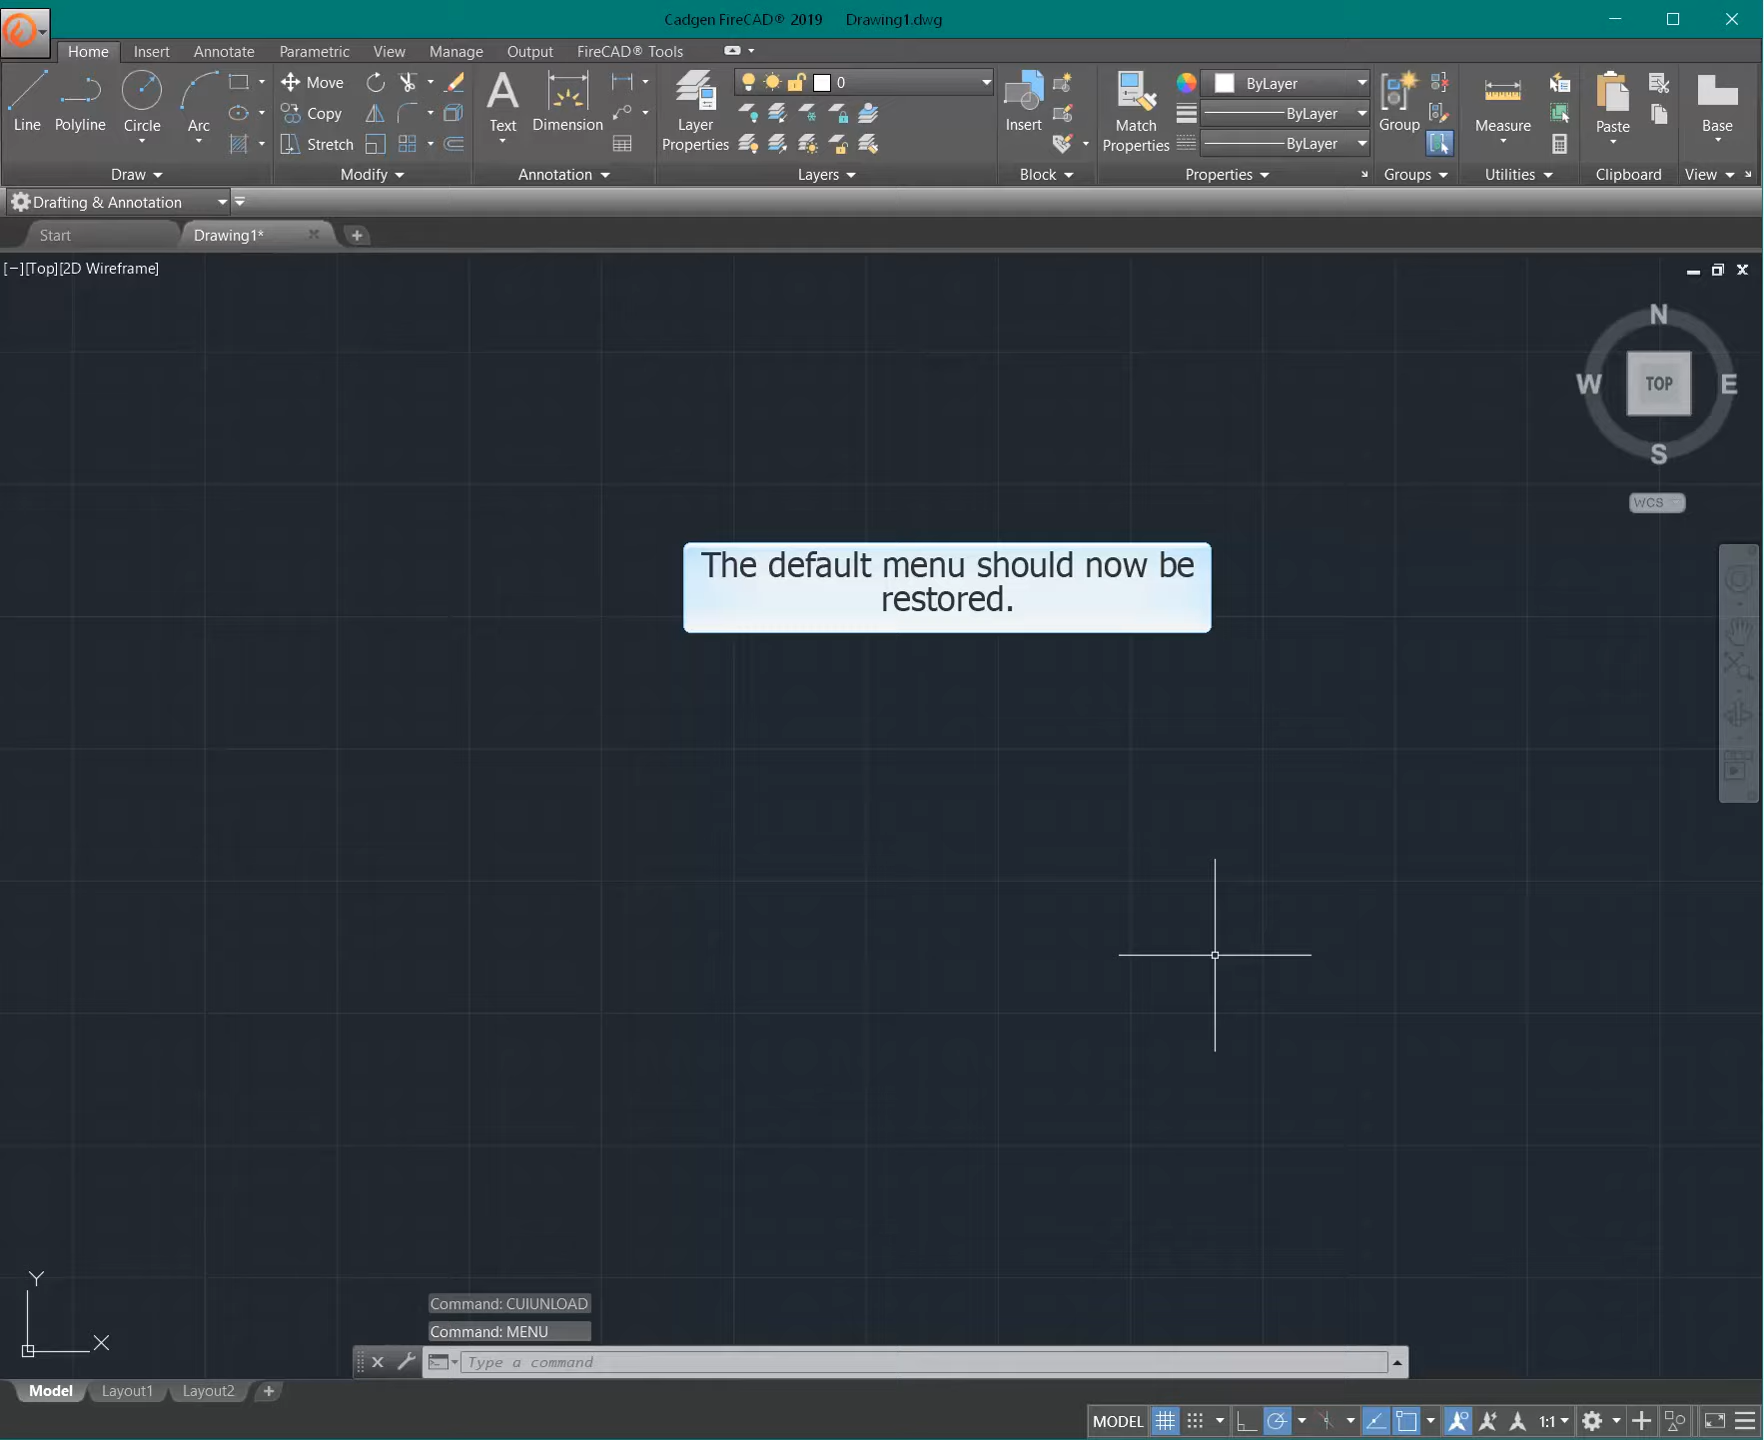 Cadgen FireCAD® 2019 Drawing1.dwg
Home Insert Annotate Parametric View Manage Output FireCAD® Tools
Line Polyline Circle Arc
Draw
Move
Copy
Stretch
Modify
Text Dimension
Annotation
Layer
Properties
0
Layers
Insert
Block
Match
Properties
ByLayer
ByLayer
ByLayer
Properties
Group
Groups
Measure
Utilities
Paste
Clipboard
Base
View
Drafting & Annotation
Start Drawing1*
[−][Top][2D Wireframe]
N
W TOP E
S
WCS
The default menu should now be
restored.
Y
X
Command: CUIUNLOAD
Command: MENU
Type a command
Model Layout1 Layout2
MODEL 1:1